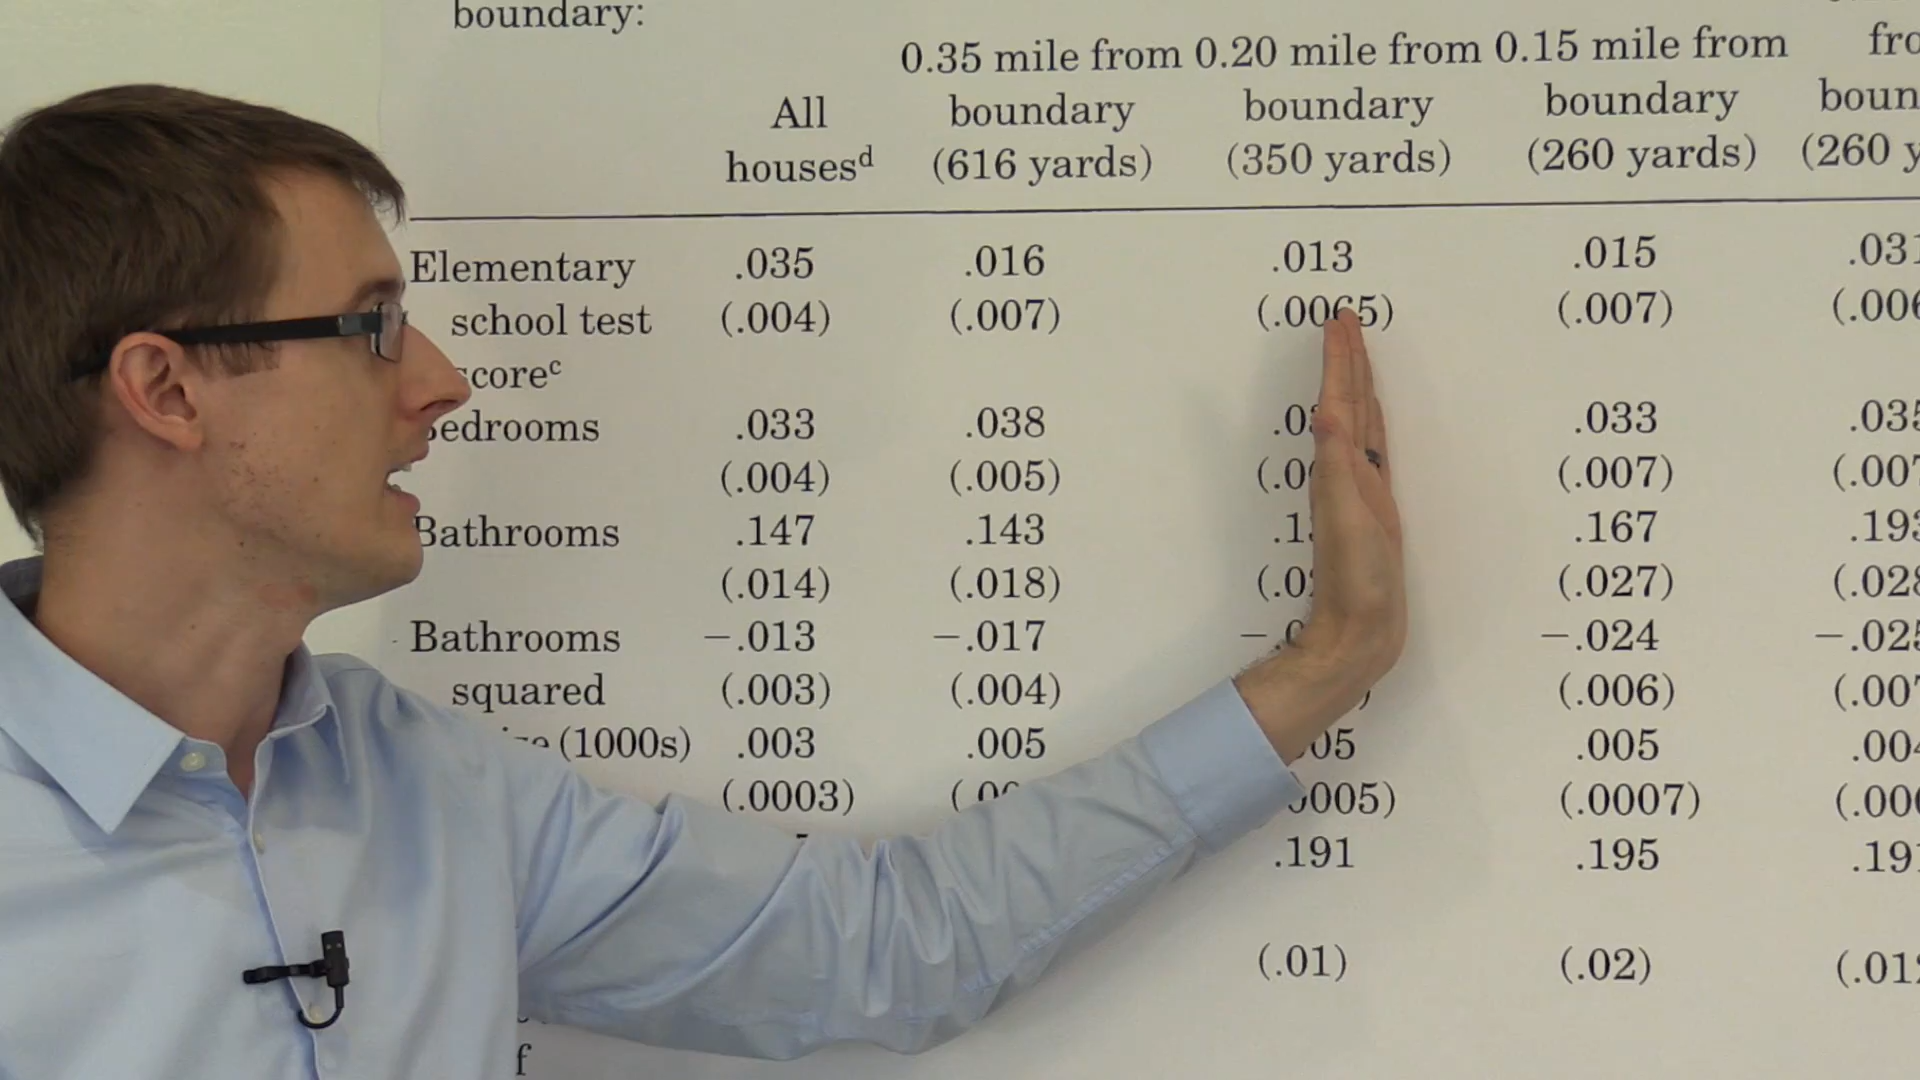 boundary:
0.35 mile from 0.20 mile from 0.15 mile from
All boundary boundary boundary
houses^d (616 yards) (350 yards) (260 yards)
Elementary .035 .016 .013 .015
school test (.004) (.007) (.0065) (.007)
score^c
Bedrooms .033 .038 .033
(.004) (.005) (.007)
Bathrooms .147 .143 .167
(.014) (.018) (.027)
Bathrooms −.013 −.017 −.024
squared (.003) (.004) (.006)
(1000s) .003 .005 .005
(.0003) (.0007)
.191 .195
(.01) (.02)